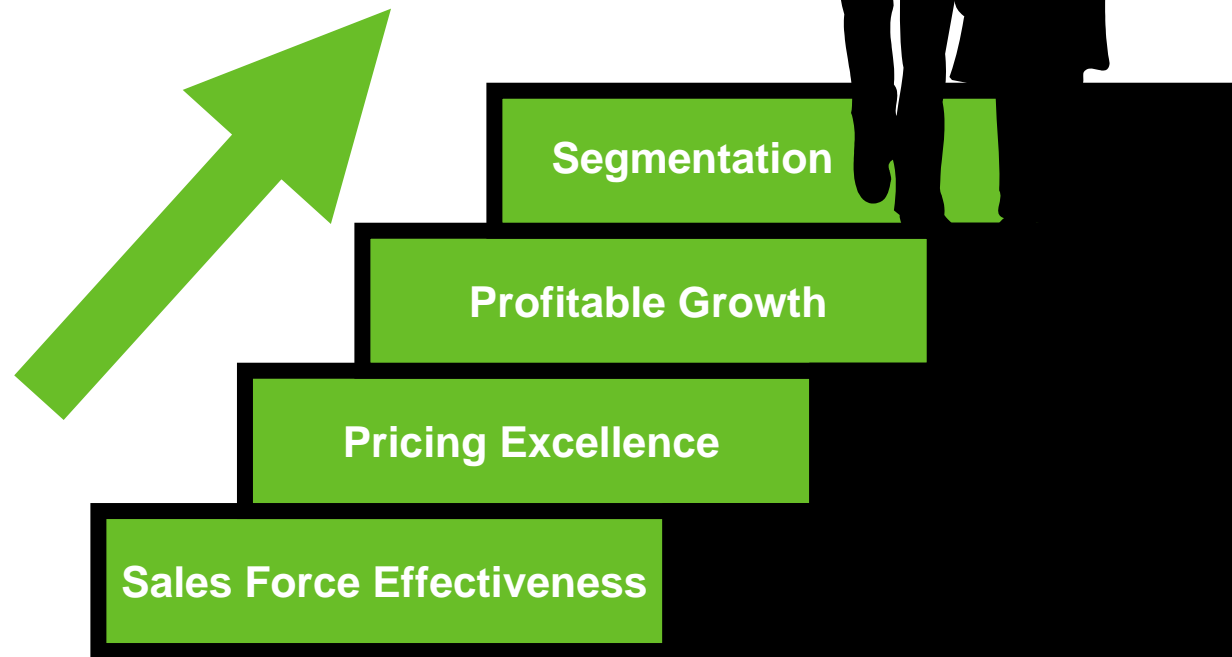 Segmentation
Profitable Growth
Pricing Excellence
Sales Force Effectiveness